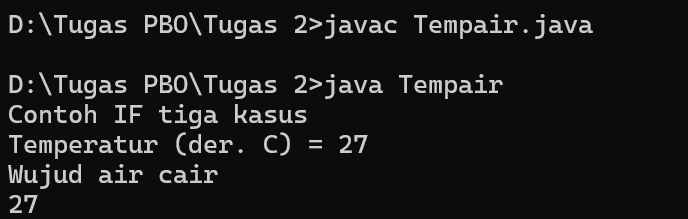 D:\Tugas PBO\Tugas 2>javac Tempair.java
D:\Tugas PBO\Tugas 2>java Tempair
Contoh IF tiga kasus
Temperatur (der. C) = 27
Wujud air cair
27